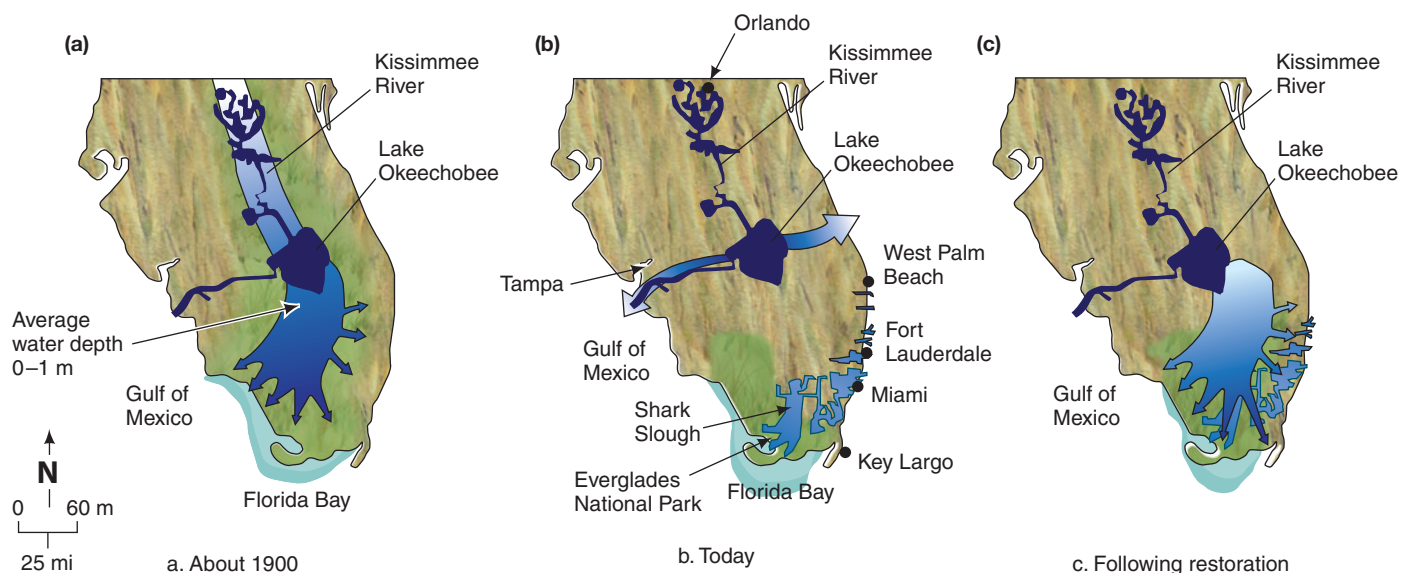 (a)
Kissimmee
River
Lake
Okeechobee
Average
water depth
0–1 m
Gulf of
Mexico
N
0 60 m
25 mi
Florida Bay
a. About 1900
(b)
Orlando
Kissimmee
River
Lake
Okeechobee
Tampa
West Palm
Beach
Gulf of
Mexico
Fort
Lauderdale
Miami
Shark
Slough
Key Largo
Everglades
National Park
Florida Bay
b. Today
(c)
Kissimmee
River
Lake
Okeechobee
Gulf of
Mexico
c. Following restoration